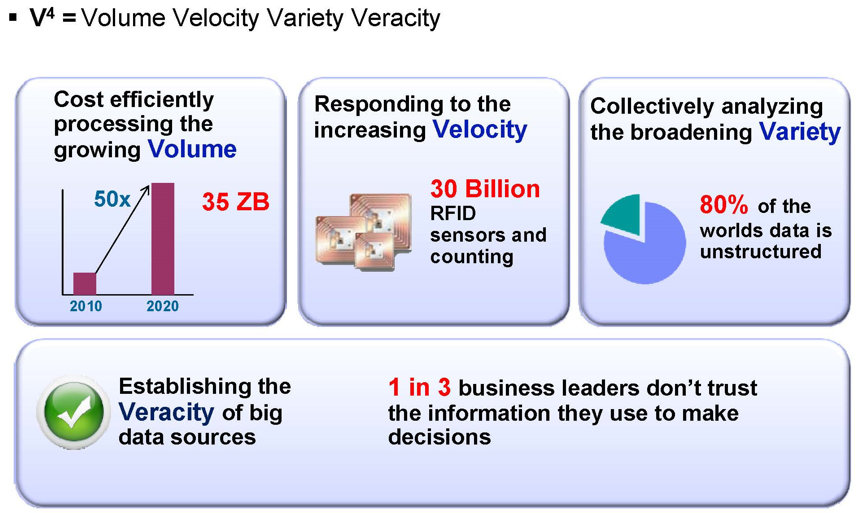 ▪ V⁴ = Volume Velocity Variety Veracity
Cost efficiently
processing the
growing Volume
50x
35 ZB
2010 2020
Responding to the
increasing Velocity
30 Billion
RFID
sensors and
counting
Collectively analyzing
the broadening Variety
80% of the
worlds data is
unstructured
Establishing the
Veracity of big
data sources
1 in 3 business leaders don’t trust
the information they use to make
decisions